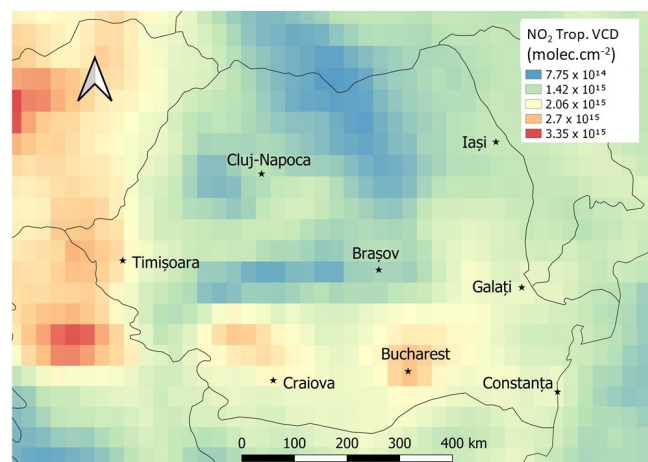 NO₂ Trop. VCD
(molec.cm⁻²)
7.75 x 10¹⁴
1.42 x 10¹⁵
2.06 x 10¹⁵
2.7 x 10¹⁵
3.35 x 10¹⁵
Iași
Cluj-Napoca
Brașov
Timișoara
Galați
Bucharest
Craiova
Constanța
0 100 200 300 400 km